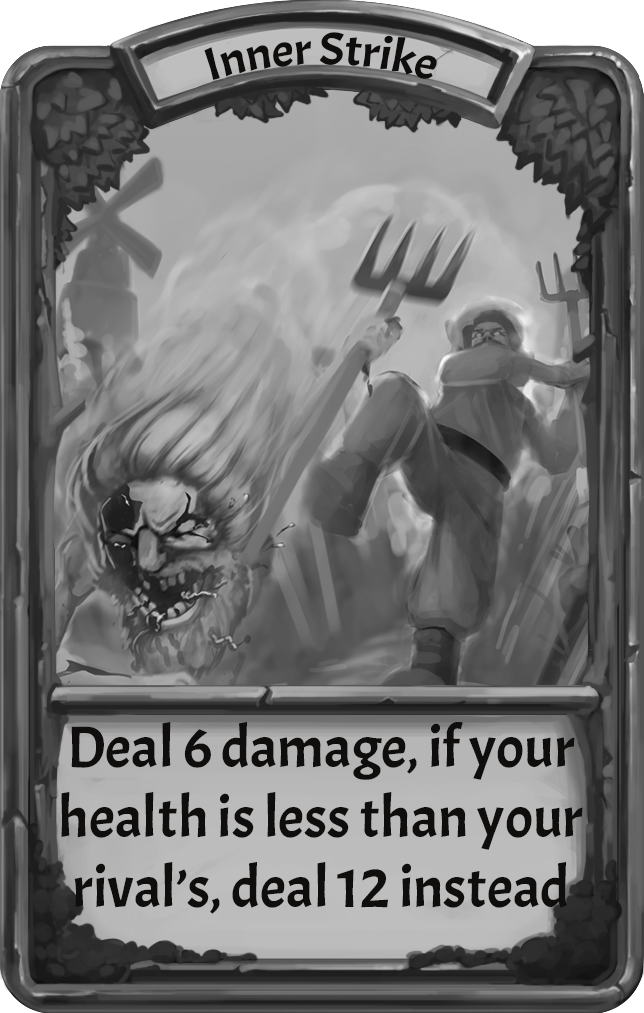 Inner Strike
Deal 6 damage, if your
health is less than your
rival's, deal 12 instead